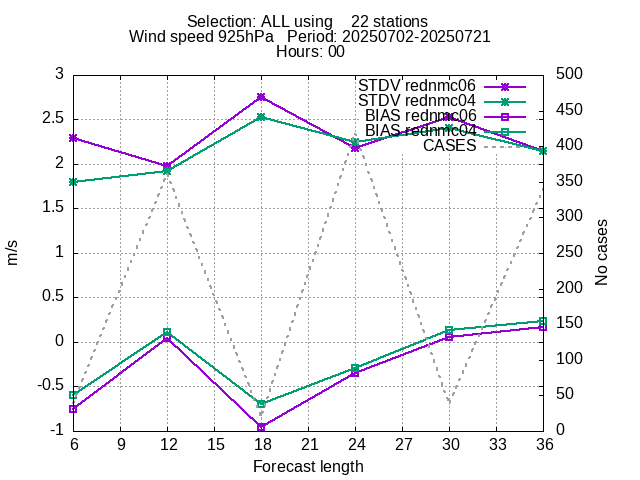 Selection: ALL using    22 stations
Wind speed 925hPa   Period: 20250702-20250721
Hours: 00
3
2.5
2
1.5
1
0.5
0
-0.5
-1
500
450
400
350
300
250
200
150
100
50
0
STDV rednmc06
STDV rednmc04
BIAS rednmc06
BIAS rednmc04
CASES
m/s
No cases
6 9 12 15 18 21 24 27 30 33 36
Forecast length